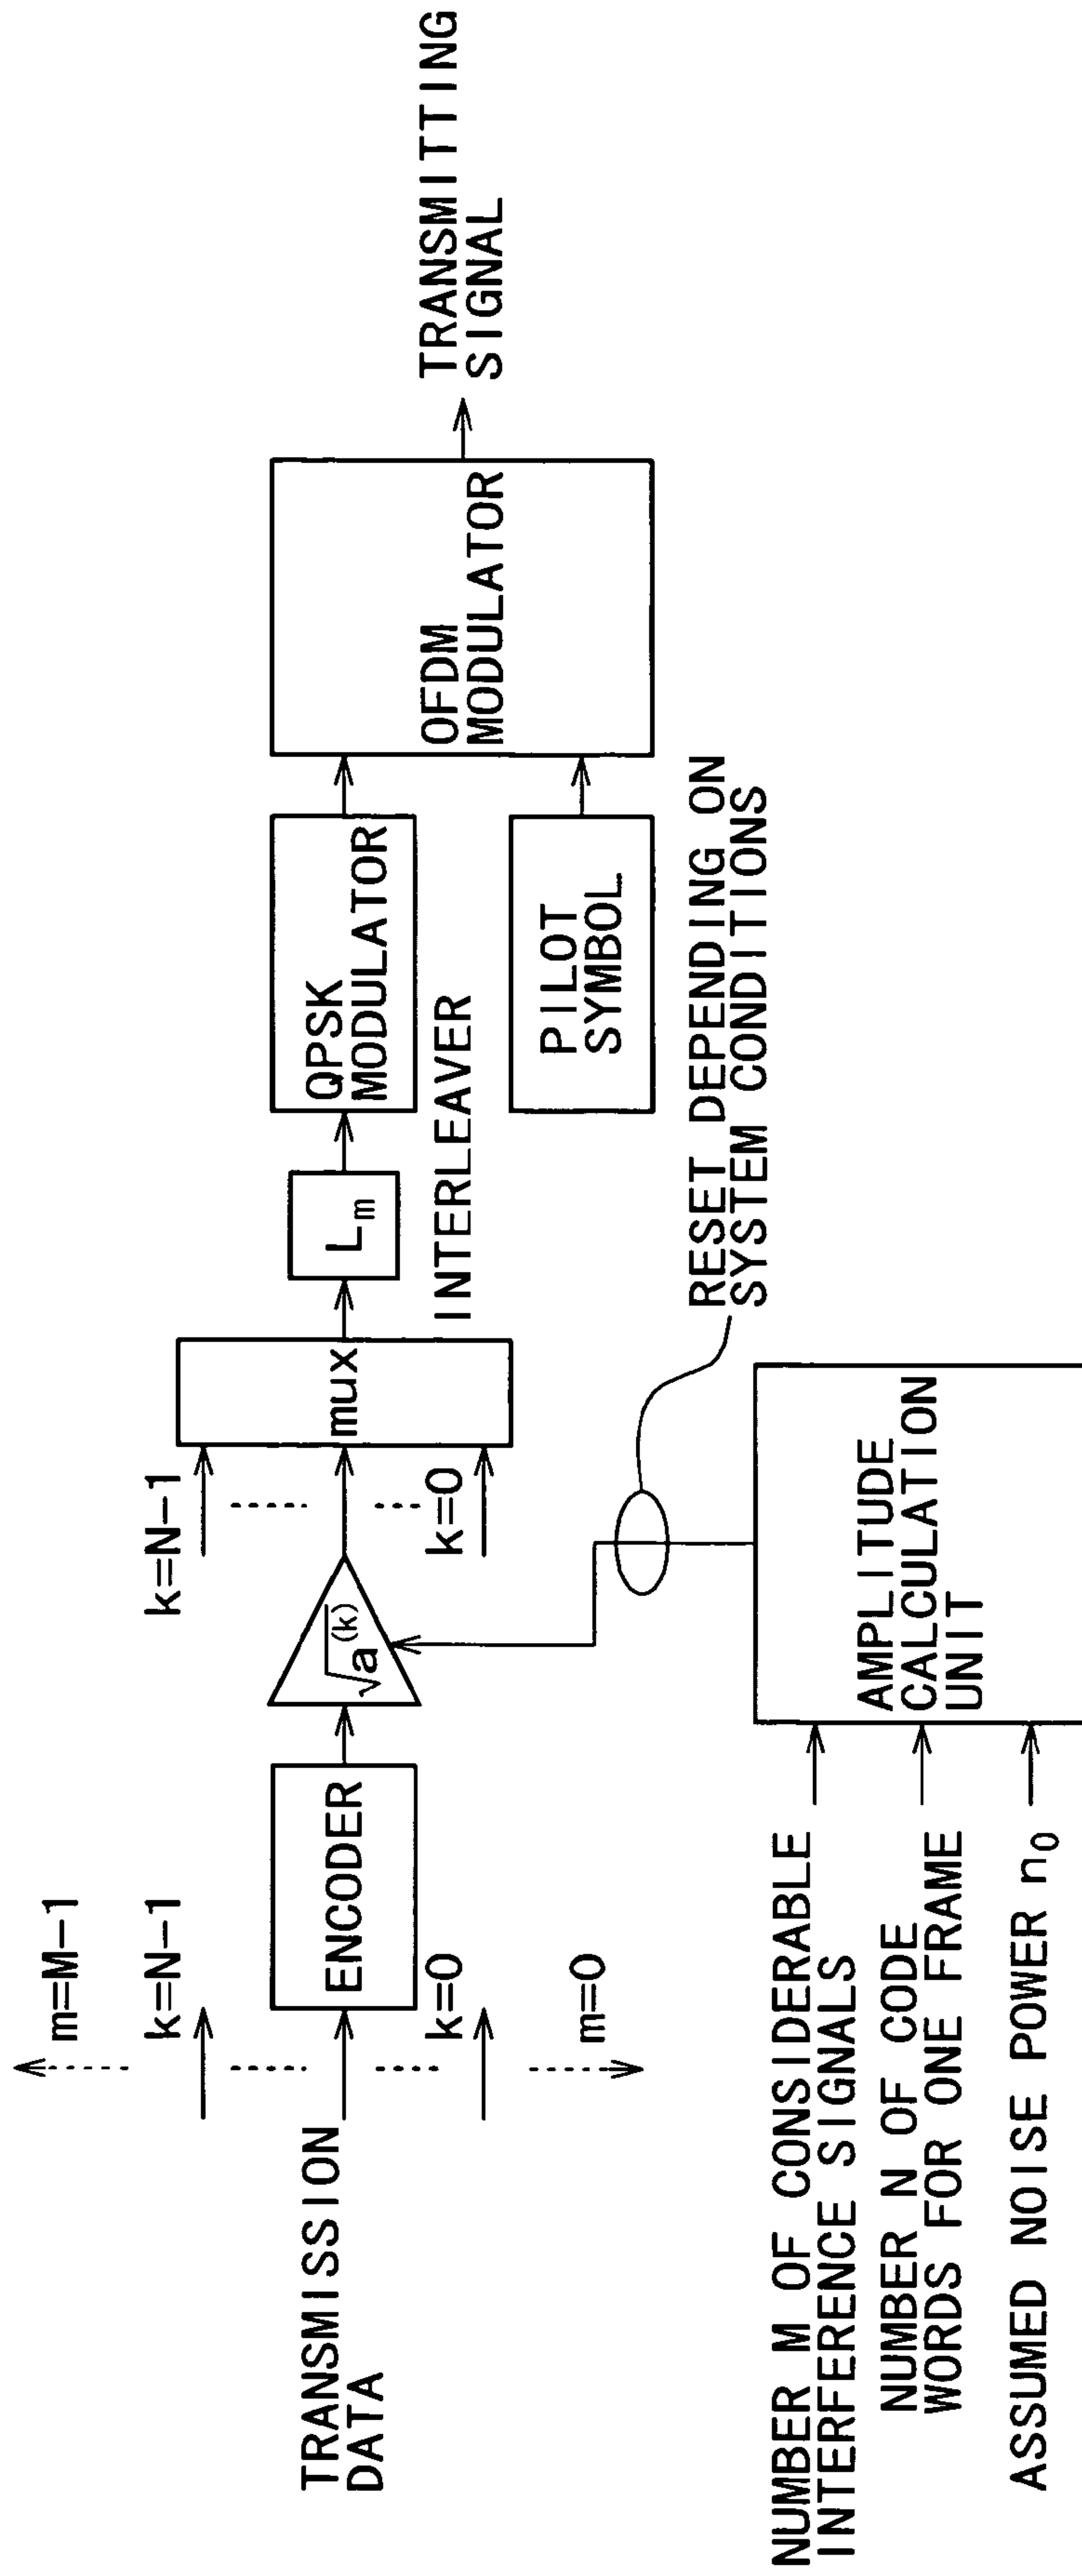 m=M-1
k=N-1
TRANSMISSION
DATA
ENCODER
k=0
m=0
√a(k)
k=N-1
k=0
mux
Lm
INTERLEAVER
QPSK
MODULATOR
PILOT
SYMBOL
OFDM
MODULATOR
TRANSMITTING
SIGNAL
RESET DEPENDING ON
SYSTEM CONDITIONS
NUMBER M OF CONSIDERABLE
INTERFERENCE SIGNALS
NUMBER N OF CODE
WORDS FOR ONE FRAME
ASSUMED NOISE POWER n0
AMPLITUDE
CALCULATION
UNIT